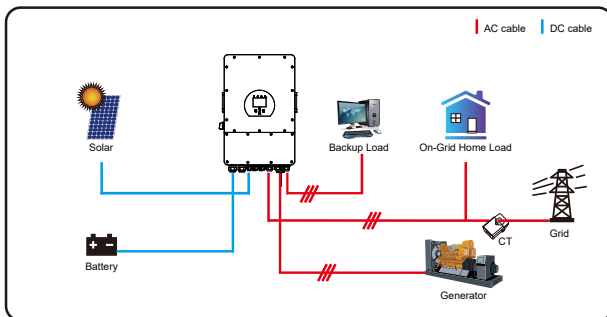 AC cable
DC cable
Solar
Backup Load
On-Grid Home Load
CT
Grid
Battery
Generator